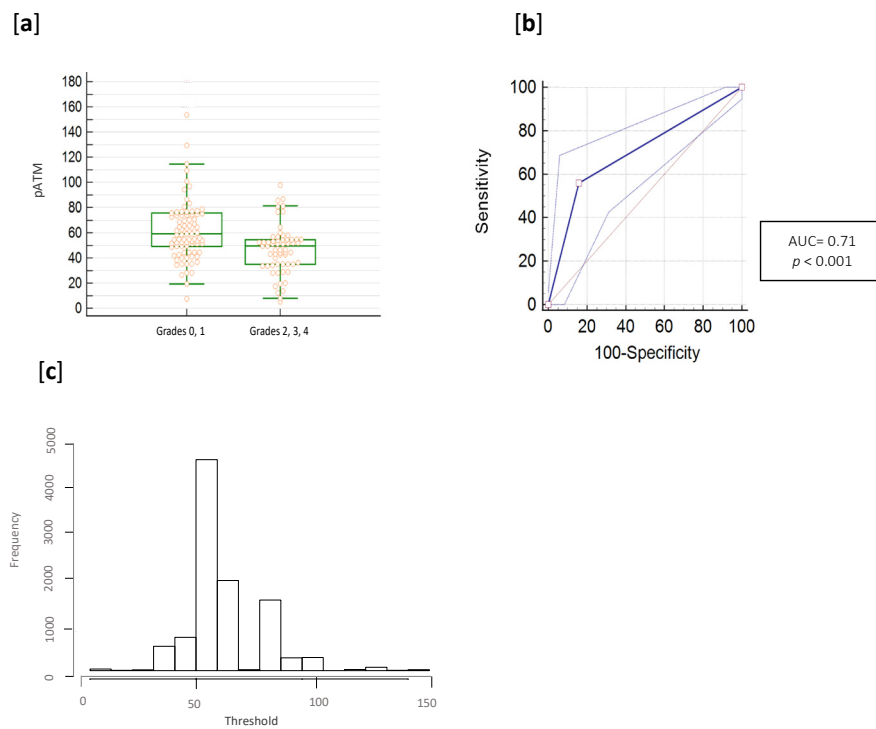 [a]
180
160
140
120
100
80
60
40
20
0
pATM
Grades 0, 1
Grades 2, 3, 4
[b]
100
80
60
40
20
0
Sensitivity
0 20 40 60 80 100
100-Specificity
AUC= 0.71
p < 0.001
[c]
5000
4000
3000
2000
1000
0
Frequency
0 50 100 150
Threshold